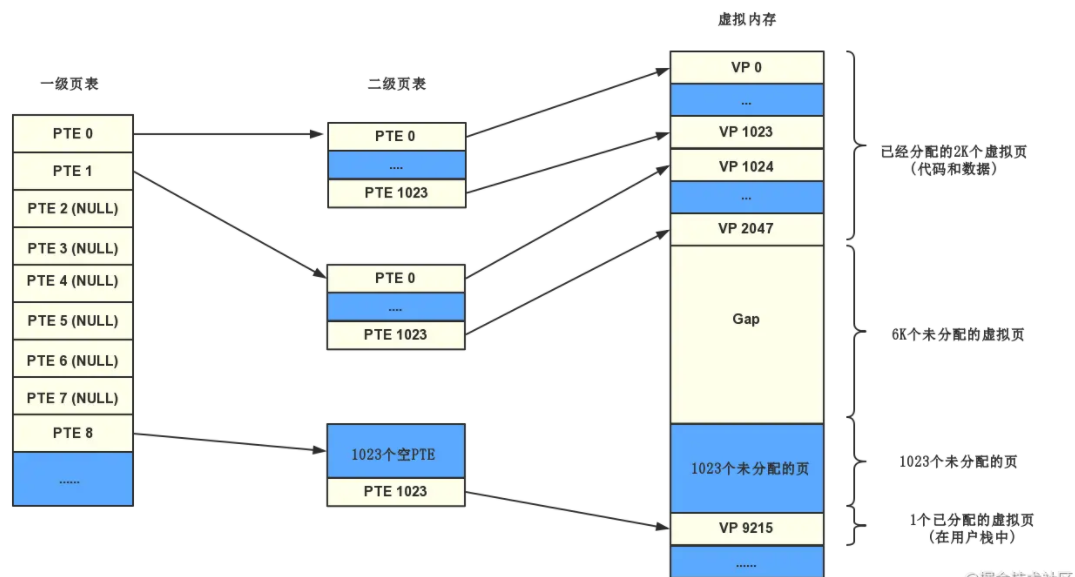 虚拟内存
一级页表
二级页表
PTE 0
PTE 1
PTE 2 (NULL)
PTE 3 (NULL)
PTE 4 (NULL)
PTE 5 (NULL)
PTE 6 (NULL)
PTE 7 (NULL)
PTE 8
......
PTE 0
....
PTE 1023
PTE 0
....
PTE 1023
1023个空PTE
PTE 1023
VP 0
...
VP 1023
VP 1024
...
VP 2047
Gap
1023个未分配的页
VP 9215
......
已经分配的2K个虚拟页
(代码和数据)
6K个未分配的虚拟页
1023个未分配的页
1个已分配的虚拟页
(在用户栈中)